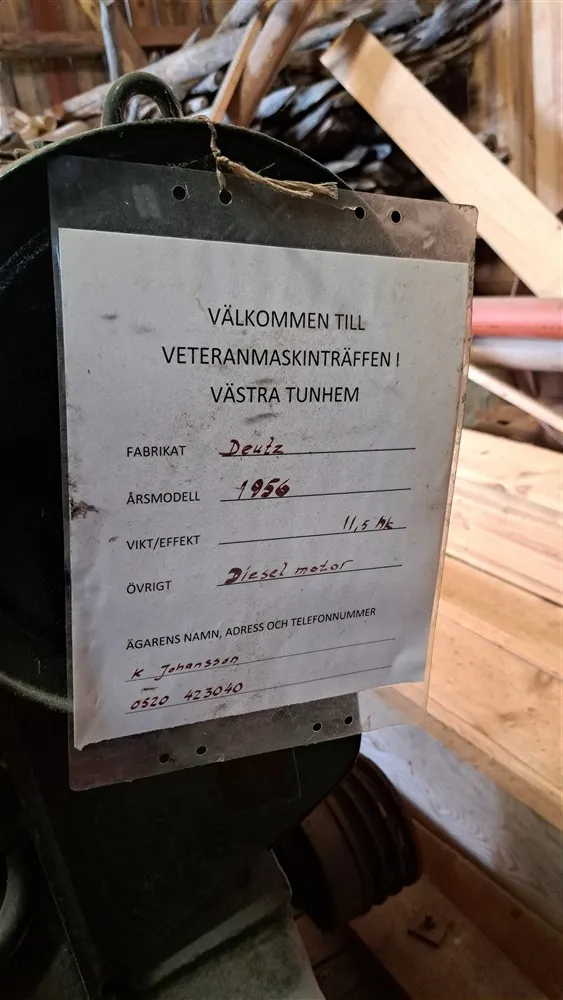 VÄLKOMMEN TILL
VETERANMASKINTRÄFFEN I
VÄSTRA TUNHEM
FABRIKAT Deutz
ÅRSMODELL 1956
VIKT/EFFEKT 11,5 hk
ÖVRIGT Diesel motor
ÄGARENS NAMN, ADRESS OCH TELEFONNUMMER
K Johansson
0520 423040